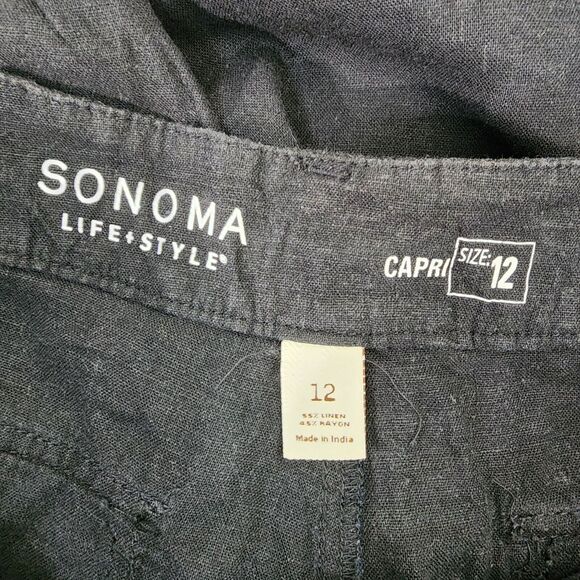 SONOMA
LIFE+STYLE®
CAPRI
SIZE:
12
12
55% LINEN
45% RAYON
Made in India